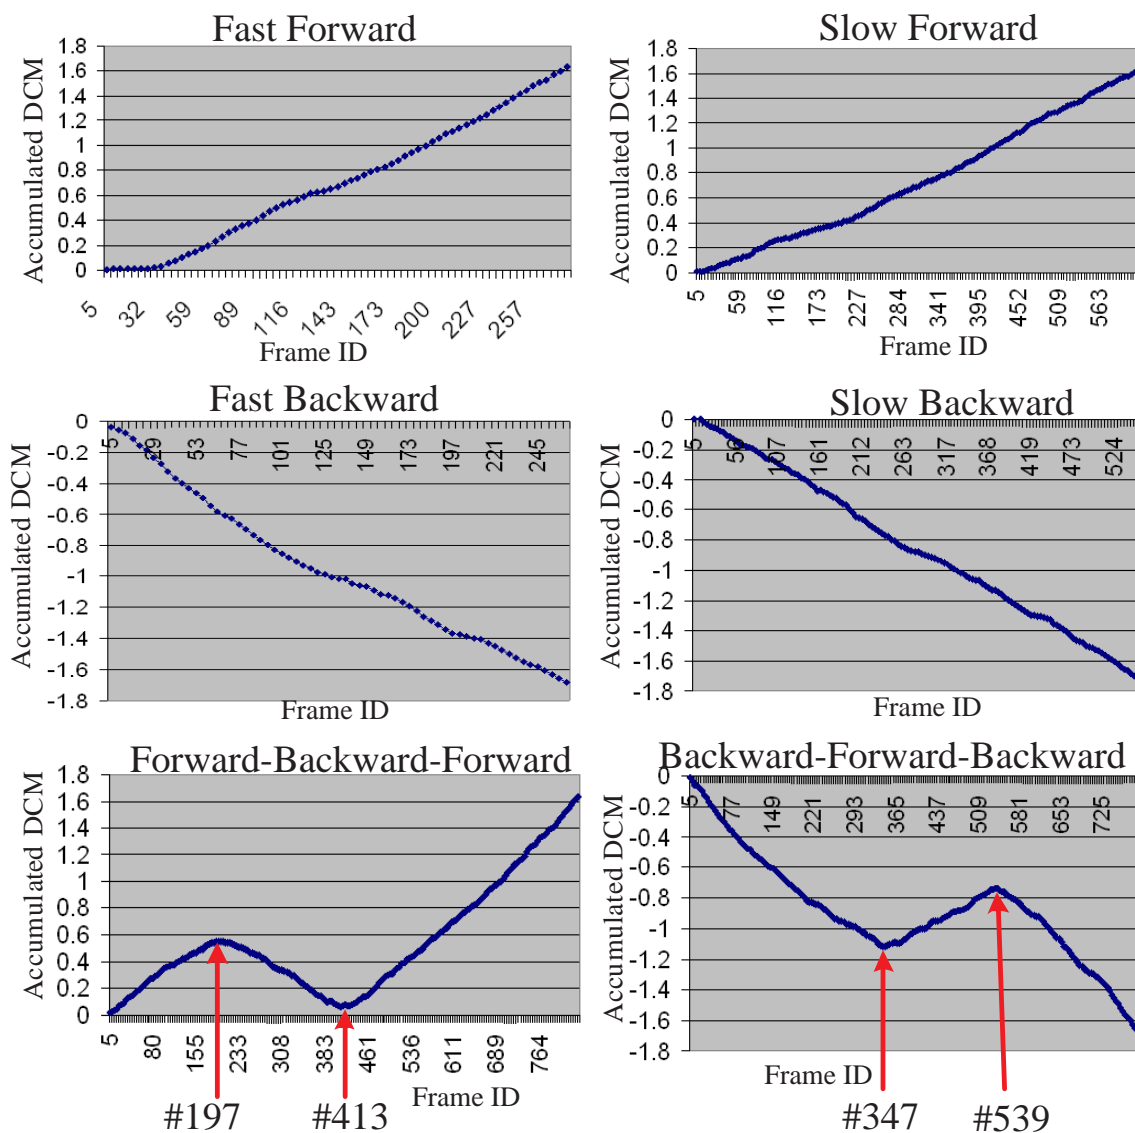 Fast Forward
Accumulated DCM
1.8
1.6
1.4
1.2
1
0.8
0.6
0.4
0.2
0
5 32 59 89 116 143 173 200 227 257
Frame ID
Slow Forward
Accumulated DCM
1.8
1.6
1.4
1.2
1
0.8
0.6
0.4
0.2
0
5 59 116 173 227 284 341 395 452 509 563
Frame ID
Fast Backward
Accumulated DCM
0
-0.2
-0.4
-0.6
-0.8
-1
-1.2
-1.4
-1.6
-1.8
5 29 53 77 101 125 149 173 197 221 245
Frame ID
Slow Backward
Accumulated DCM
0
-0.2
-0.4
-0.6
-0.8
-1
-1.2
-1.4
-1.6
-1.8
5 56 107 161 212 263 317 368 419 473 524
Frame ID
Forward-Backward-Forward
Accumulated DCM
1.8
1.6
1.4
1.2
1
0.8
0.6
0.4
0.2
0
5 80 155 233 308 383 461 536 611 689 764
Frame ID
#197 #413
Backward-Forward-Backward
Accumulated DCM
0
-0.2
-0.4
-0.6
-0.8
-1
-1.2
-1.4
-1.6
-1.8
5 77 149 221 293 365 437 509 581 653 725
Frame ID
#347 #539